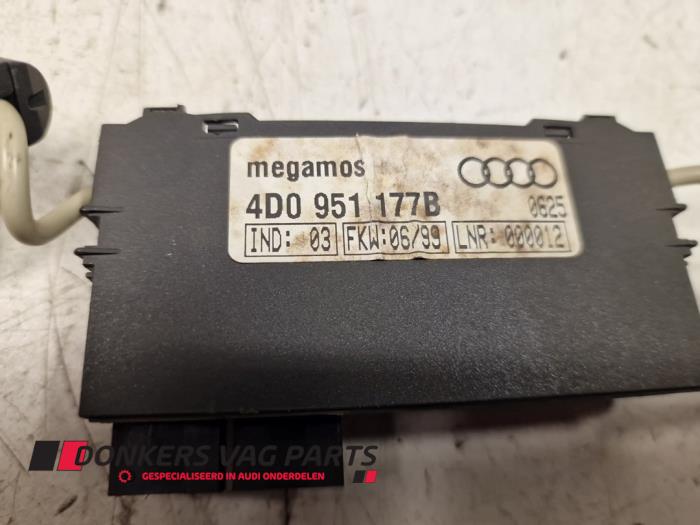 megamos
4D0 951 177B
0625
IND: 03 FKW:06/99 LNR: 000012
DONKERS VAG PARTS
GESPECIALISEERD IN AUDI ONDERDELEN